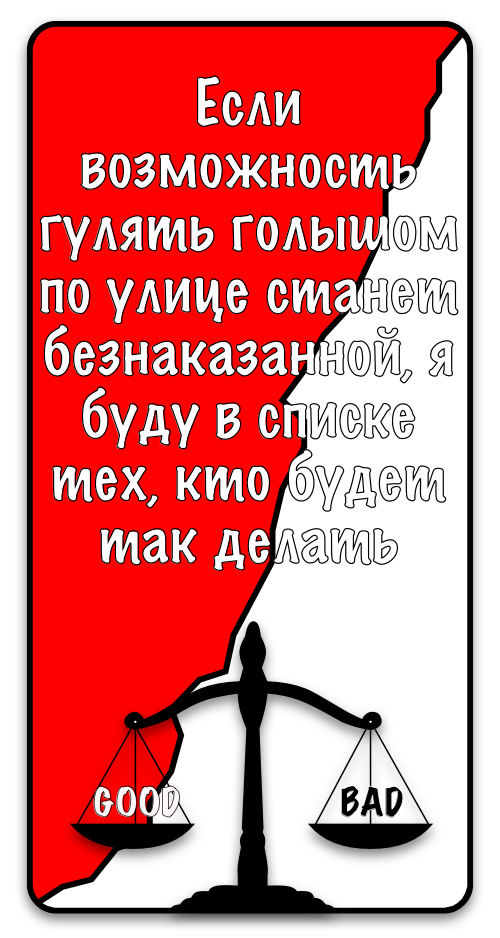 Если
возможность
гулять голышом
по улице станет
безнаказанной, я
буду в списке
тех, кто будет
так делать
GOOD BAD